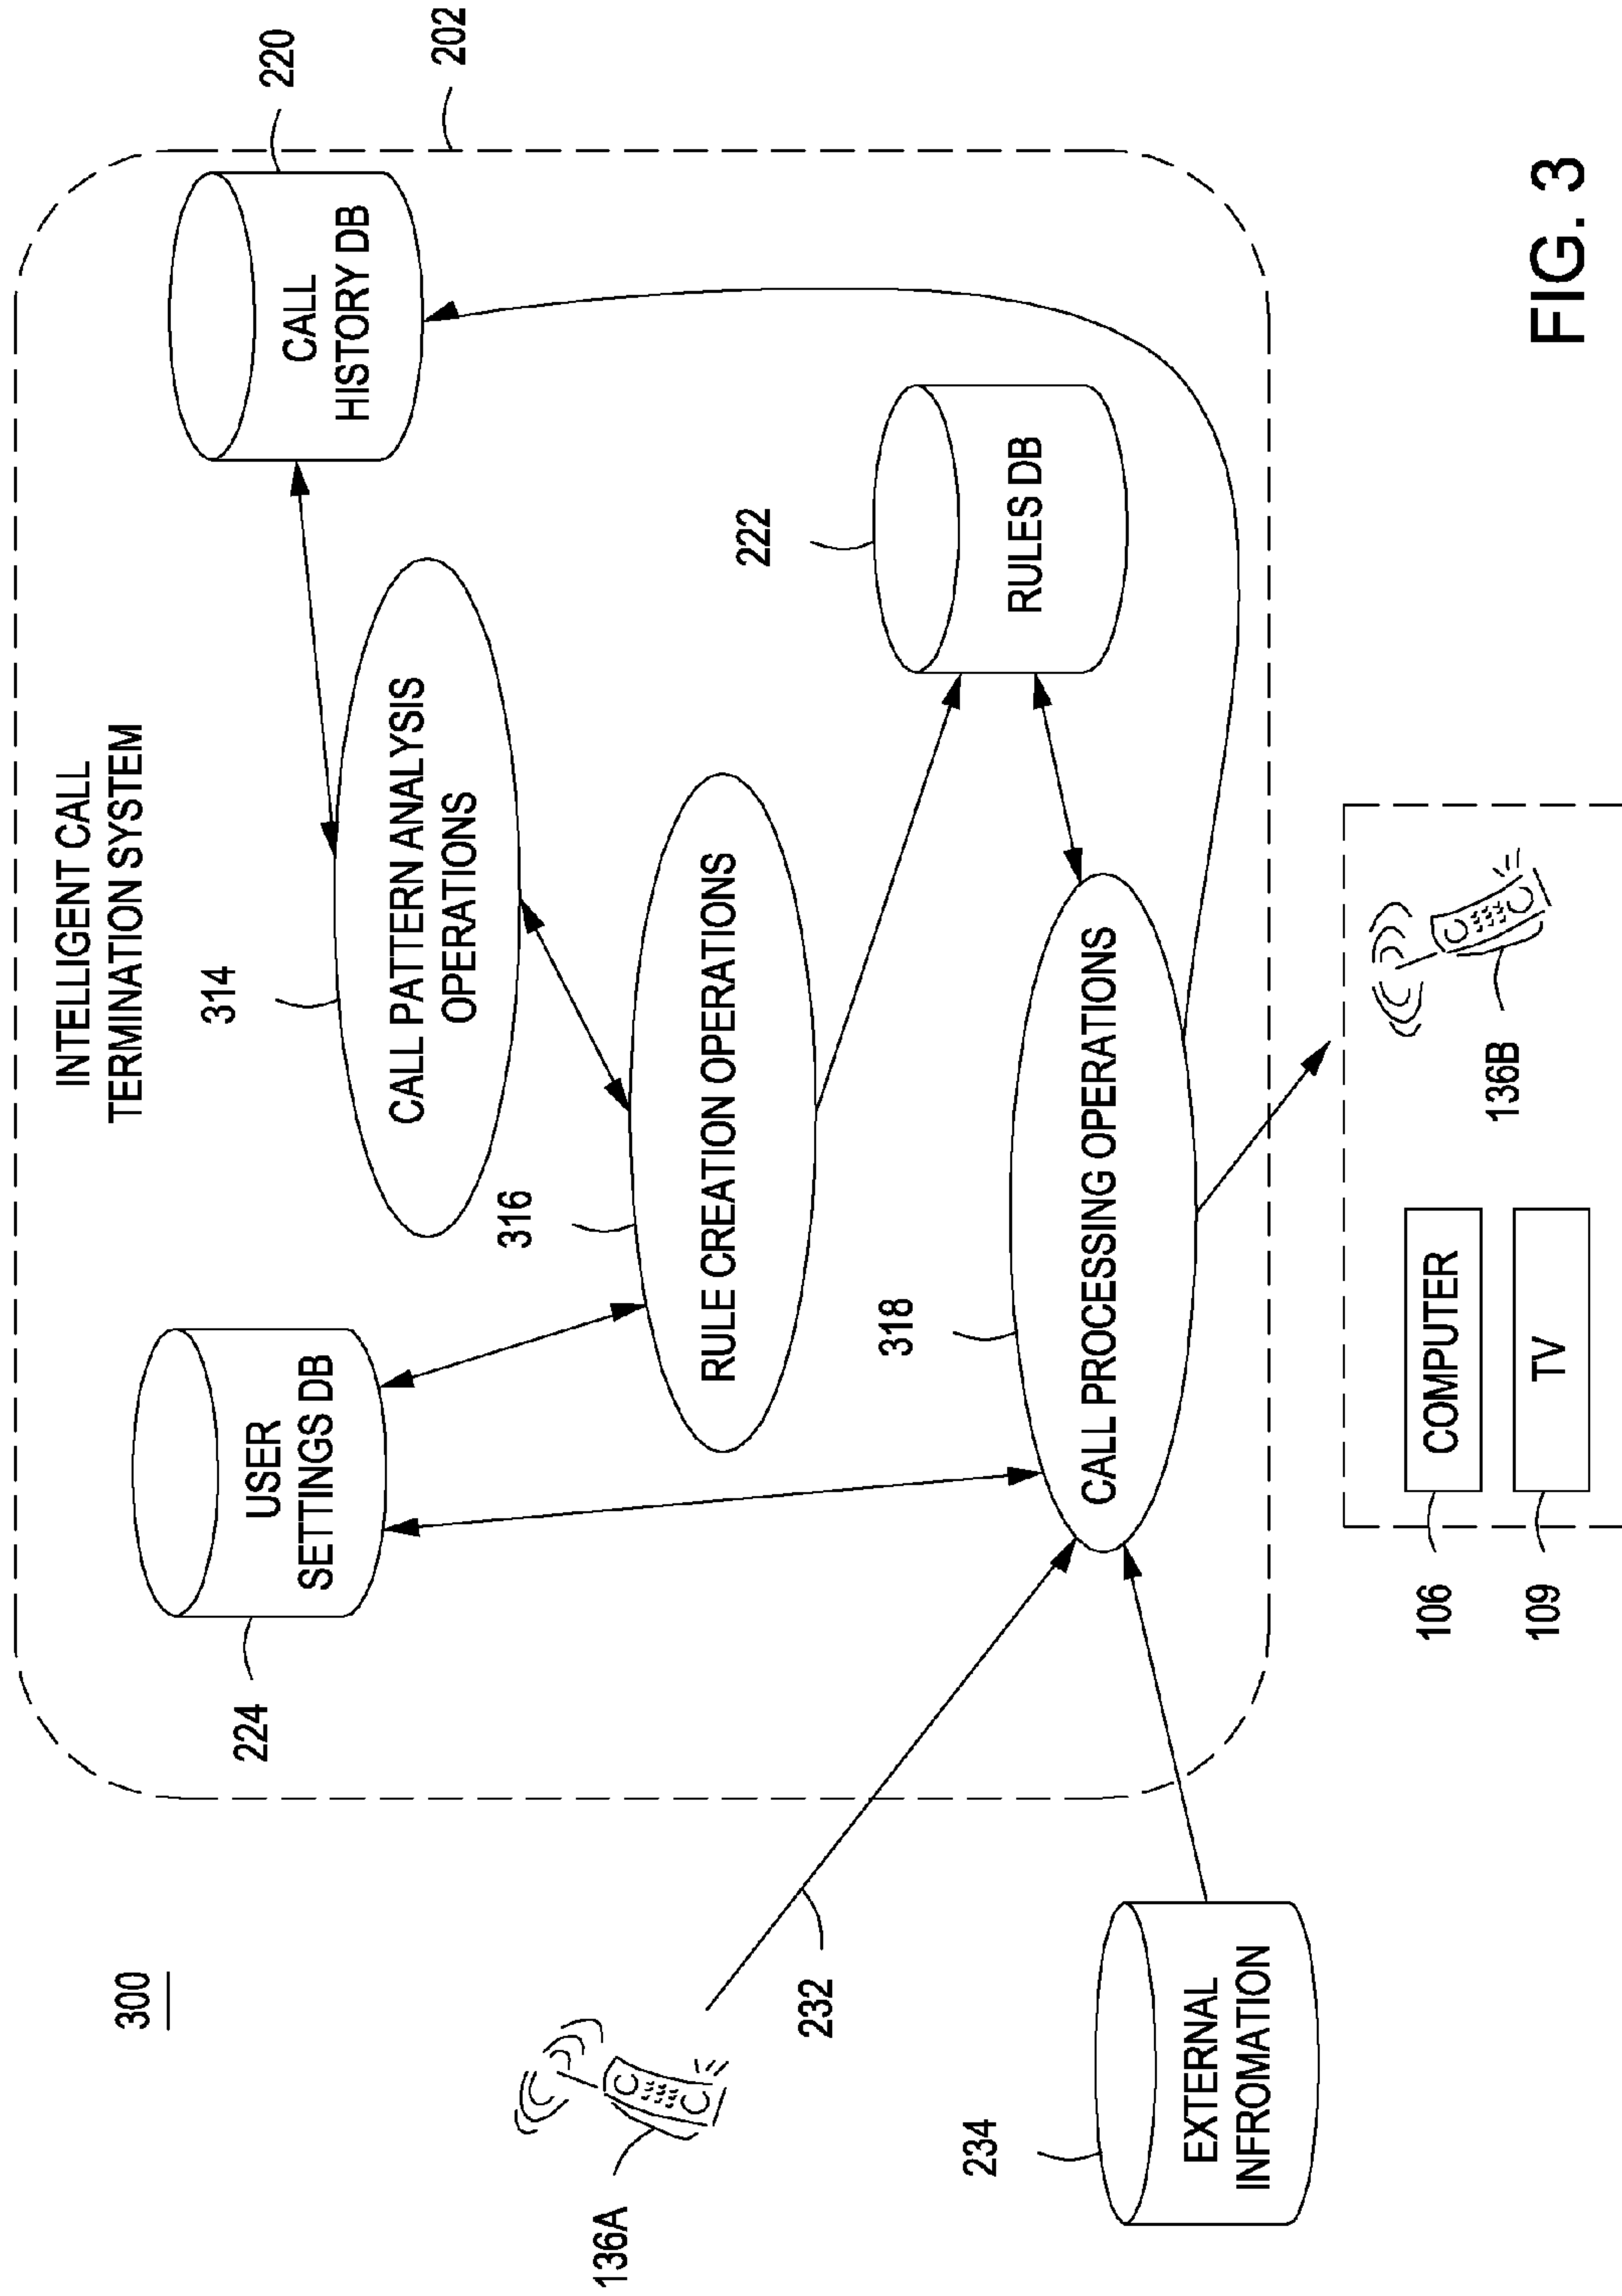 300
INTELLIGENT CALL
TERMINATION SYSTEM
220
202
224
USER
SETTINGS DB
314
CALL PATTERN ANALYSIS
OPERATIONS
CALL
HISTORY DB
316
RULE CREATION OPERATIONS
222
RULES DB
136A
232
318
CALL PROCESSING OPERATIONS
234
EXTERNAL
INFROMATION
106
COMPUTER
109
TV
136B
FIG. 3